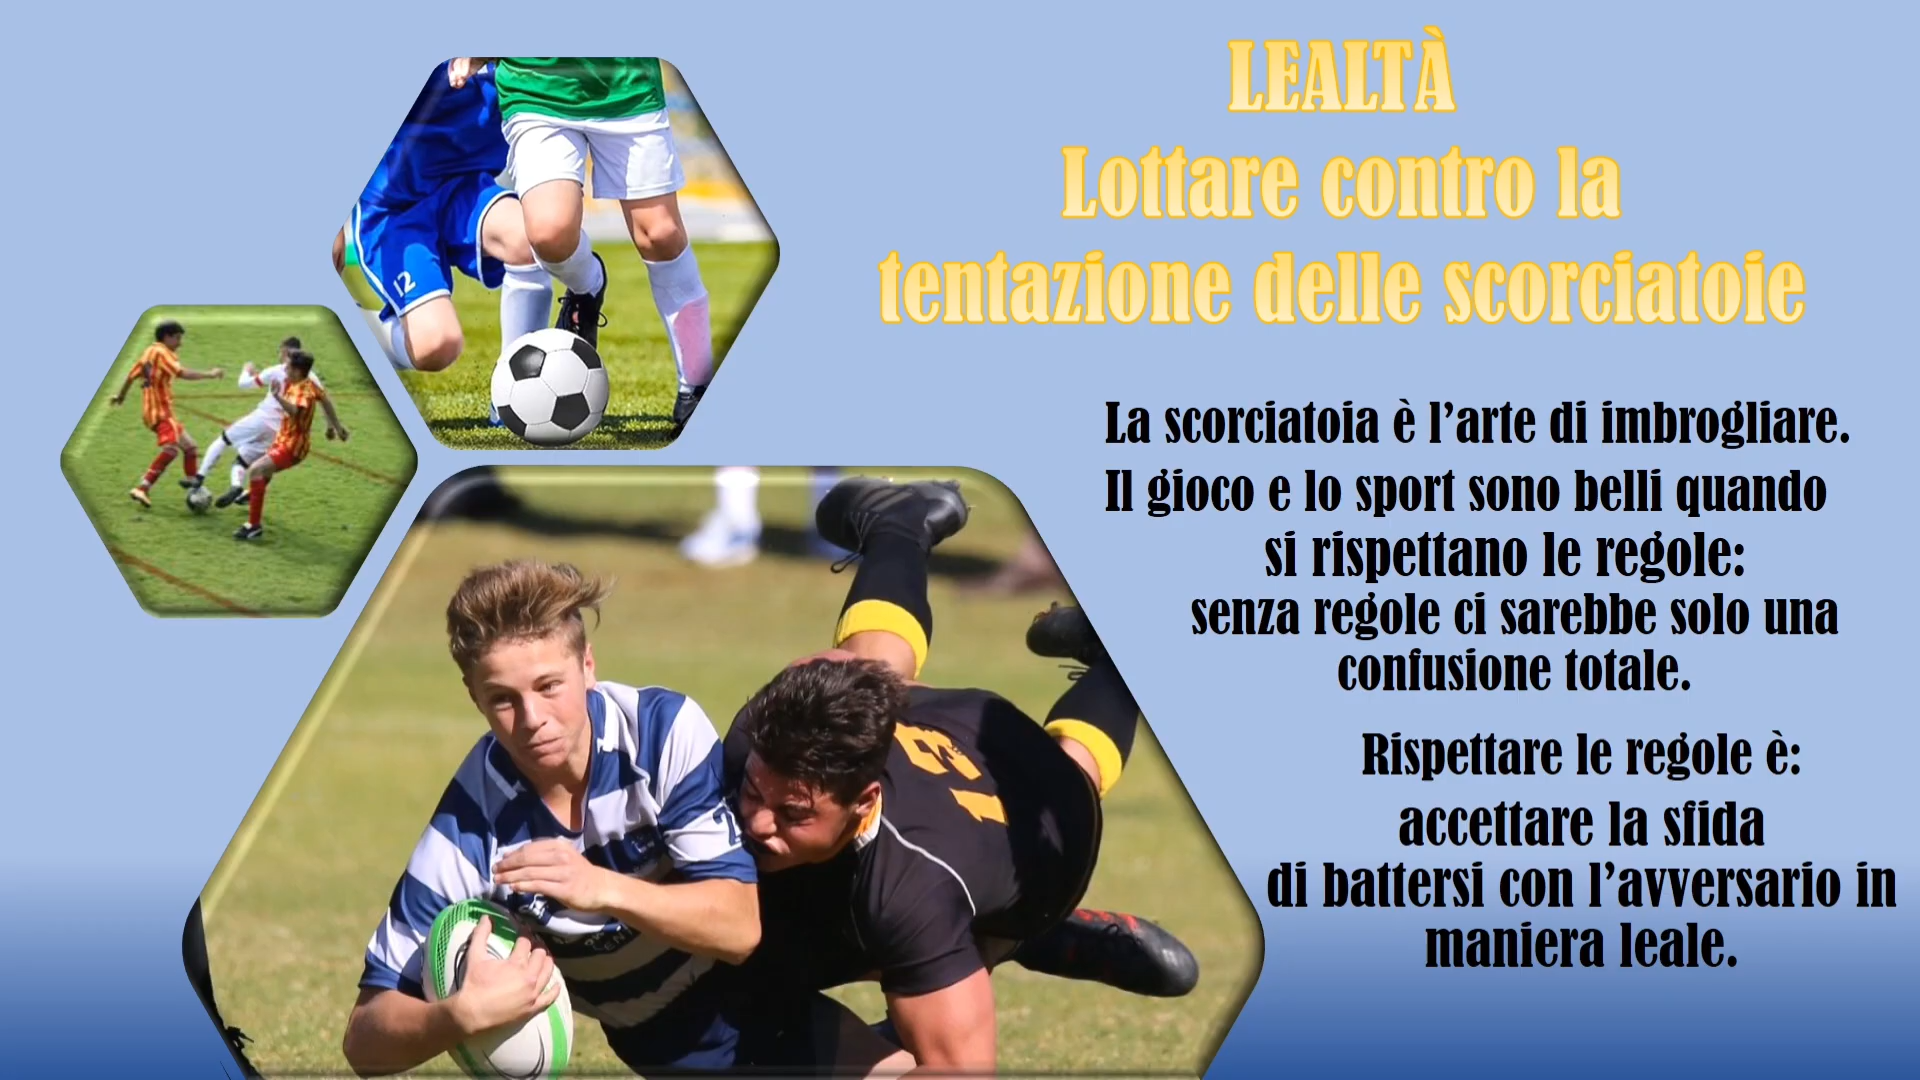 LEALTÀ
Lottare contro la
tentazione delle scorciatoie
La scorciatoia è l’arte di imbrogliare.
Il gioco e lo sport sono belli quando
si rispettano le regole:
senza regole ci sarebbe solo una
confusione totale.
Rispettare le regole è:
accettare la sfida
di battersi con l’avversario in
maniera leale.
12
13